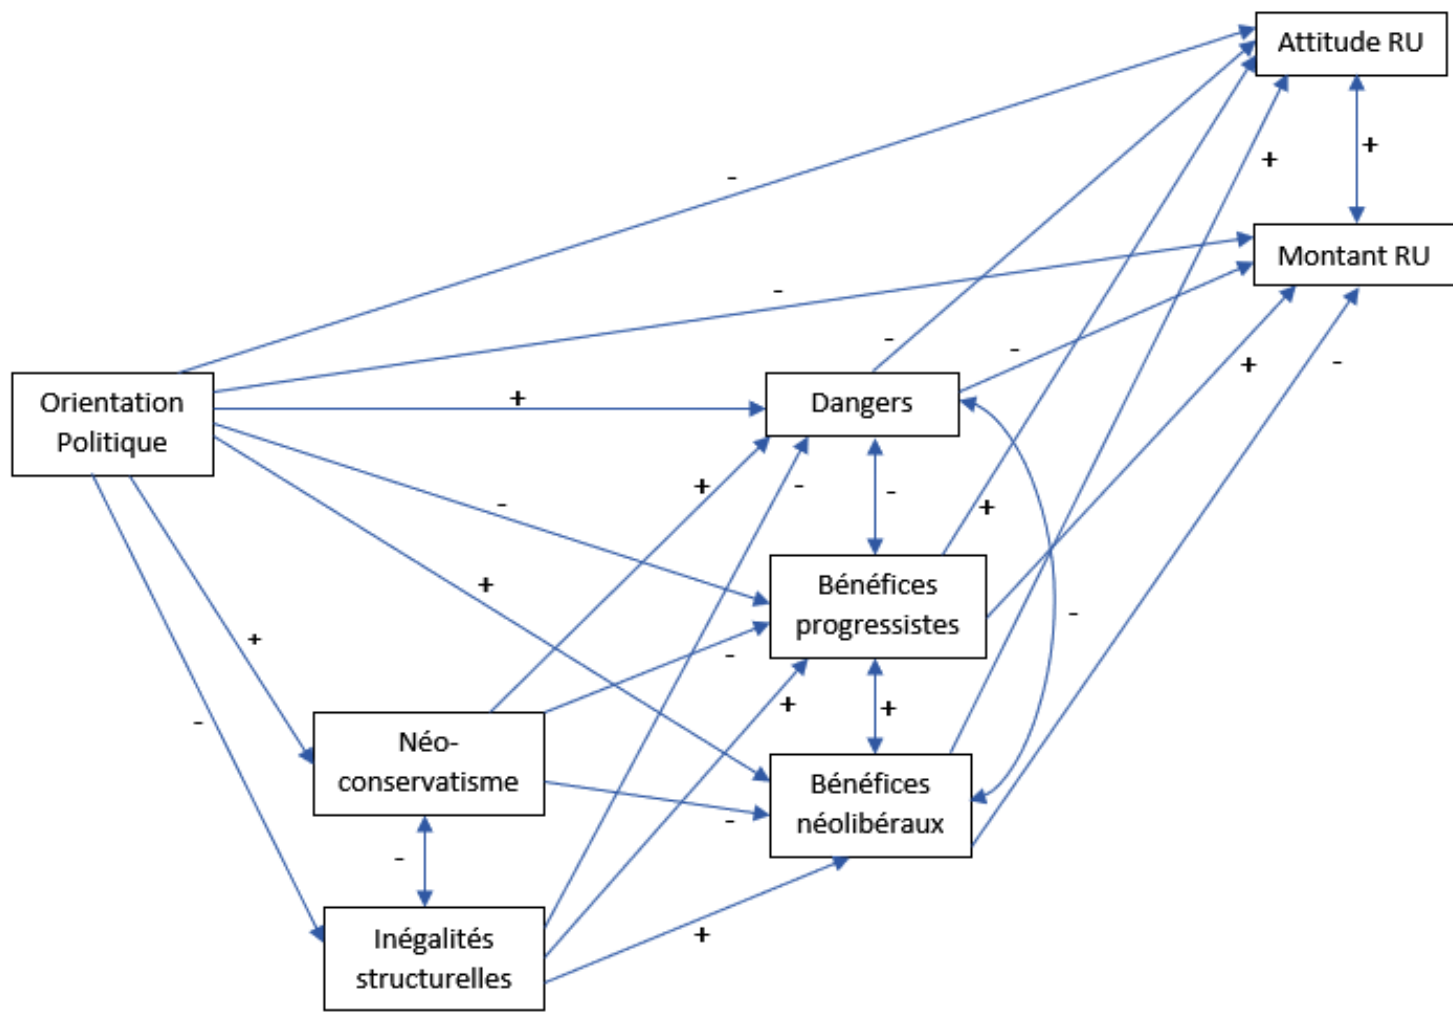 Attitude RU
-
+
+
Montant RU
-
-
-
+
-
Orientation
Politique
+
Dangers
+
-
-
-
+
+
Bénéfices
progressistes
-
+
-
-
+
+
Néo-
conservatisme
Bénéfices
néolibéraux
-
-
+
Inégalités
structurelles